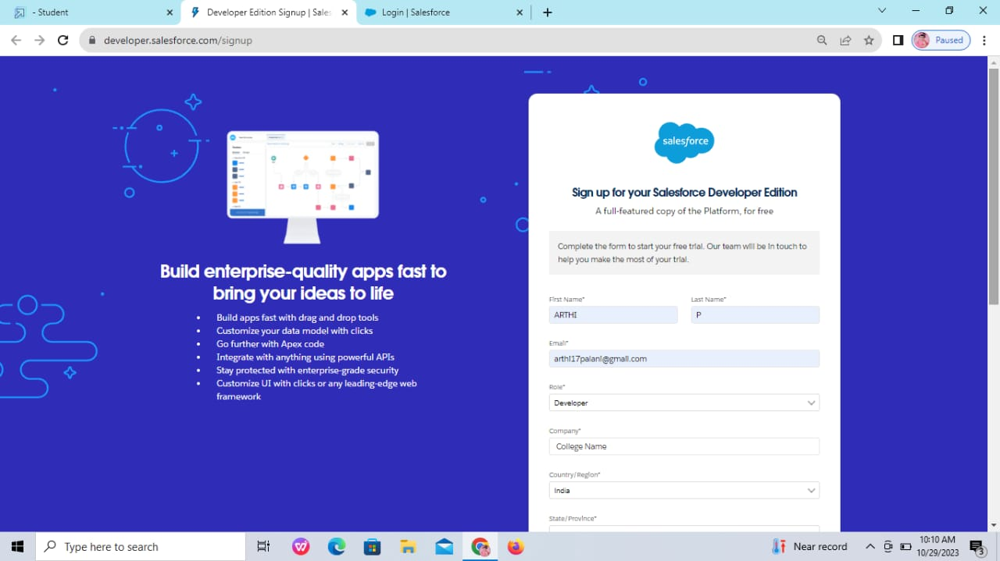 - Student
Developer Edition Signup | Sales
Login | Salesforce
developer.salesforce.com/signup
Paused
Build enterprise-quality apps fast to
bring your ideas to life
• Build apps fast with drag and drop tools
• Customize your data model with clicks
• Go further with Apex code
• Integrate with anything using powerful APIs
• Stay protected with enterprise-grade security
• Customize UI with clicks or any leading-edge web
framework
salesforce
Sign up for your Salesforce Developer Edition
A full-featured copy of the Platform, for free
Complete the form to start your free trial. Our team will be in touch to
help you make the most of your trial.
First Name* Last Name*
ARTHI P
Email*
arthi17palani@gmail.com
Role*
Developer
Company*
College Name
Country/Region*
India
State/Province*
Type here to search
Near record
10:10 AM
10/29/2023
3